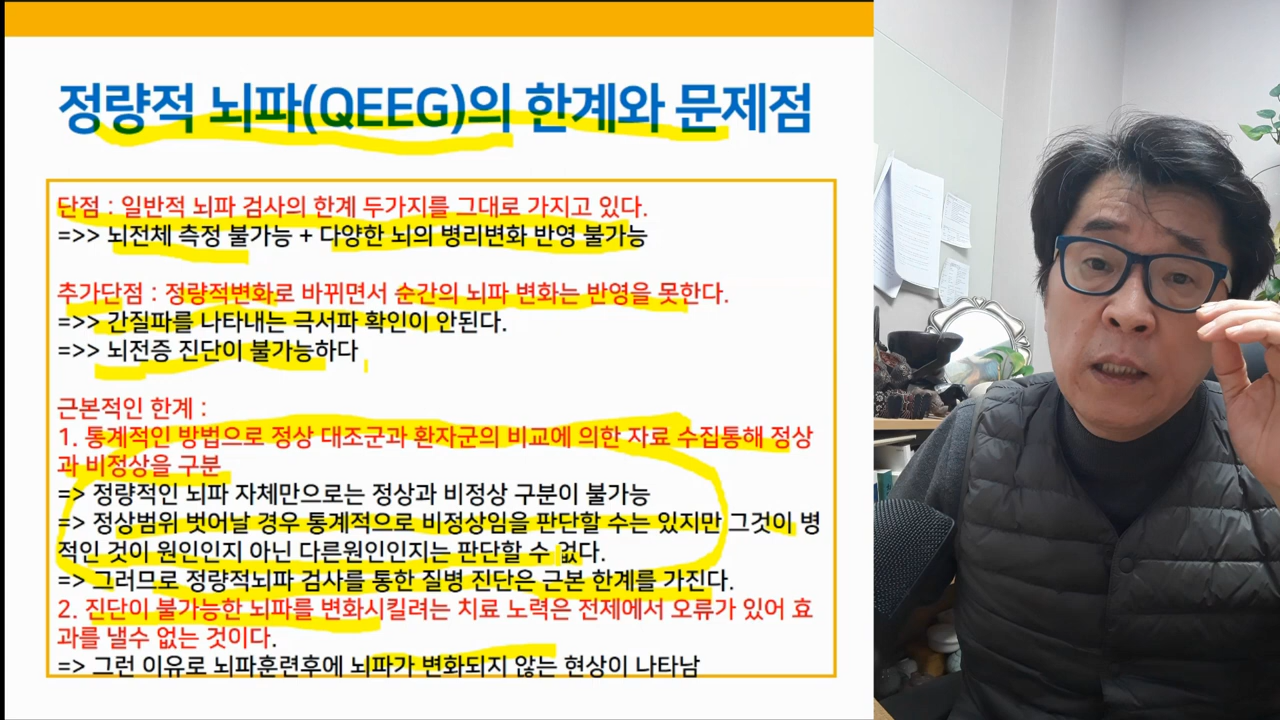 정량적 뇌파(QEEG)의 한계와 문제점
단점 : 일반적 뇌파 검사의 한계 두가지를 그대로 가지고 있다.
=>> 뇌전체 측정 불가능 + 다양한 뇌의 병리변화 반영 불가능
추가단점 : 정량적변화로 바뀌면서 순간의 뇌파 변화는 반영을 못한다.
=>> 간질파를 나타내는 극서파 확인이 안된다.
=>> 뇌전증 진단이 불가능하다
근본적인 한계 :
1. 통계적인 방법으로 정상 대조군과 환자군의 비교에 의한 자료 수집통해 정상
과 비정상을 구분
=> 정량적인 뇌파 자체만으로는 정상과 비정상 구분이 불가능
=> 정상범위 벗어날 경우 통계적으로 비정상임을 판단할 수는 있지만 그것이 병
적인 것이 원인인지 아닌 다른원인인지는 판단할 수 없다.
=> 그러므로 정량적뇌파 검사를 통한 질병 진단은 근본 한계를 가진다.
2. 진단이 불가능한 뇌파를 변화시킬려는 치료 노력은 전제에서 오류가 있어 효
과를 낼수 없는 것이다.
=> 그런 이유로 뇌파훈련후에 뇌파가 변화되지 않는 현상이 나타남